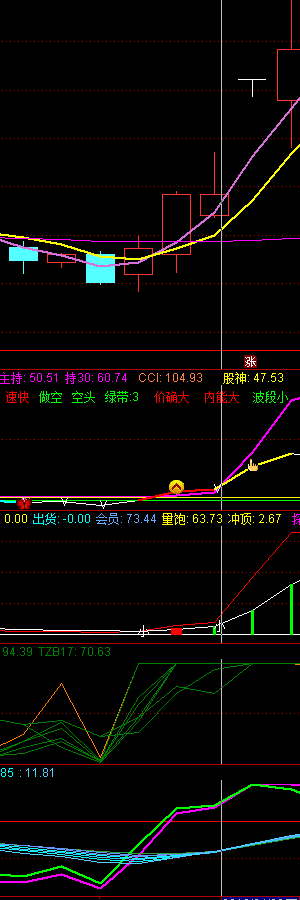 涨
主持: 50.51 持30: 60.74 CCI: 104.93 股神: 47.53
速快 做空 空头 绿带:3 价确大 内能大 波段小
0.00 出货: -0.00 会员: 73.44 量饱: 63.73 冲顶: 2.67
小
94.39 TZB17: 70.63
85 : 11.81